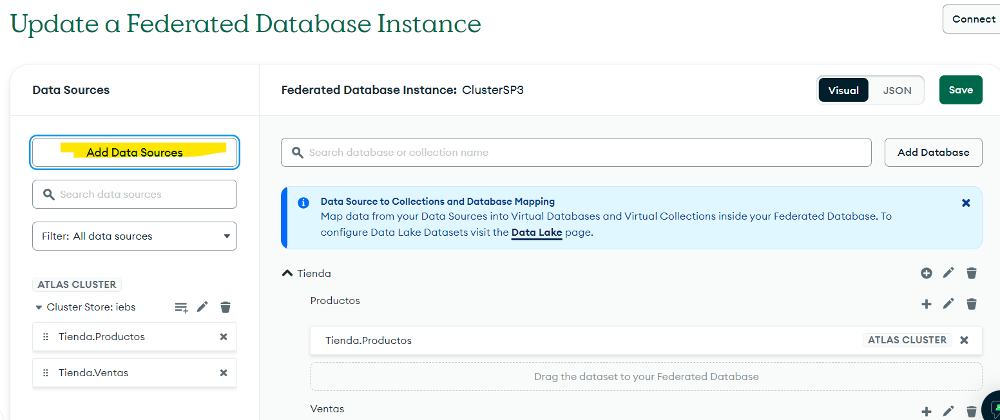 Update a Federated Database Instance
Connect
Data Sources
Federated Database Instance: ClusterSP3
Visual
JSON
Save
Add Data Sources
Search database or collection name
Add Database
Search data sources
Data Source to Collections and Database Mapping
Map data from your Data Sources into Virtual Databases and Virtual Collections inside your Federated Database. To
configure Data Lake Datasets visit the Data Lake page.
Filter: All data sources
ATLAS CLUSTER
Cluster Store: iebs
Tienda.Productos
Tienda.Ventas
Tienda
Productos
Tienda.Productos
ATLAS CLUSTER
Drag the dataset to your Federated Database
Ventas